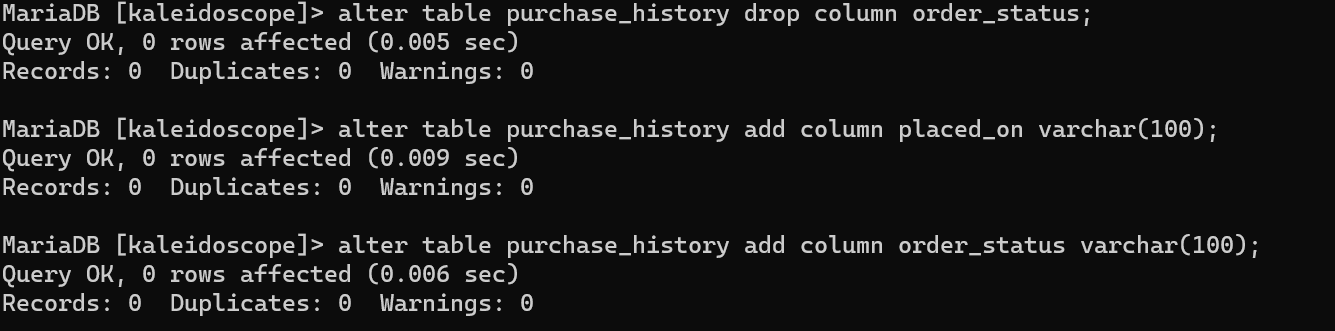 MariaDB [kaleidoscope]> alter table purchase_history drop column order_status;
Query OK, 0 rows affected (0.005 sec)
Records: 0  Duplicates: 0  Warnings: 0
MariaDB [kaleidoscope]> alter table purchase_history add column placed_on varchar(100);
Query OK, 0 rows affected (0.009 sec)
Records: 0  Duplicates: 0  Warnings: 0
MariaDB [kaleidoscope]> alter table purchase_history add column order_status varchar(100);
Query OK, 0 rows affected (0.006 sec)
Records: 0  Duplicates: 0  Warnings: 0